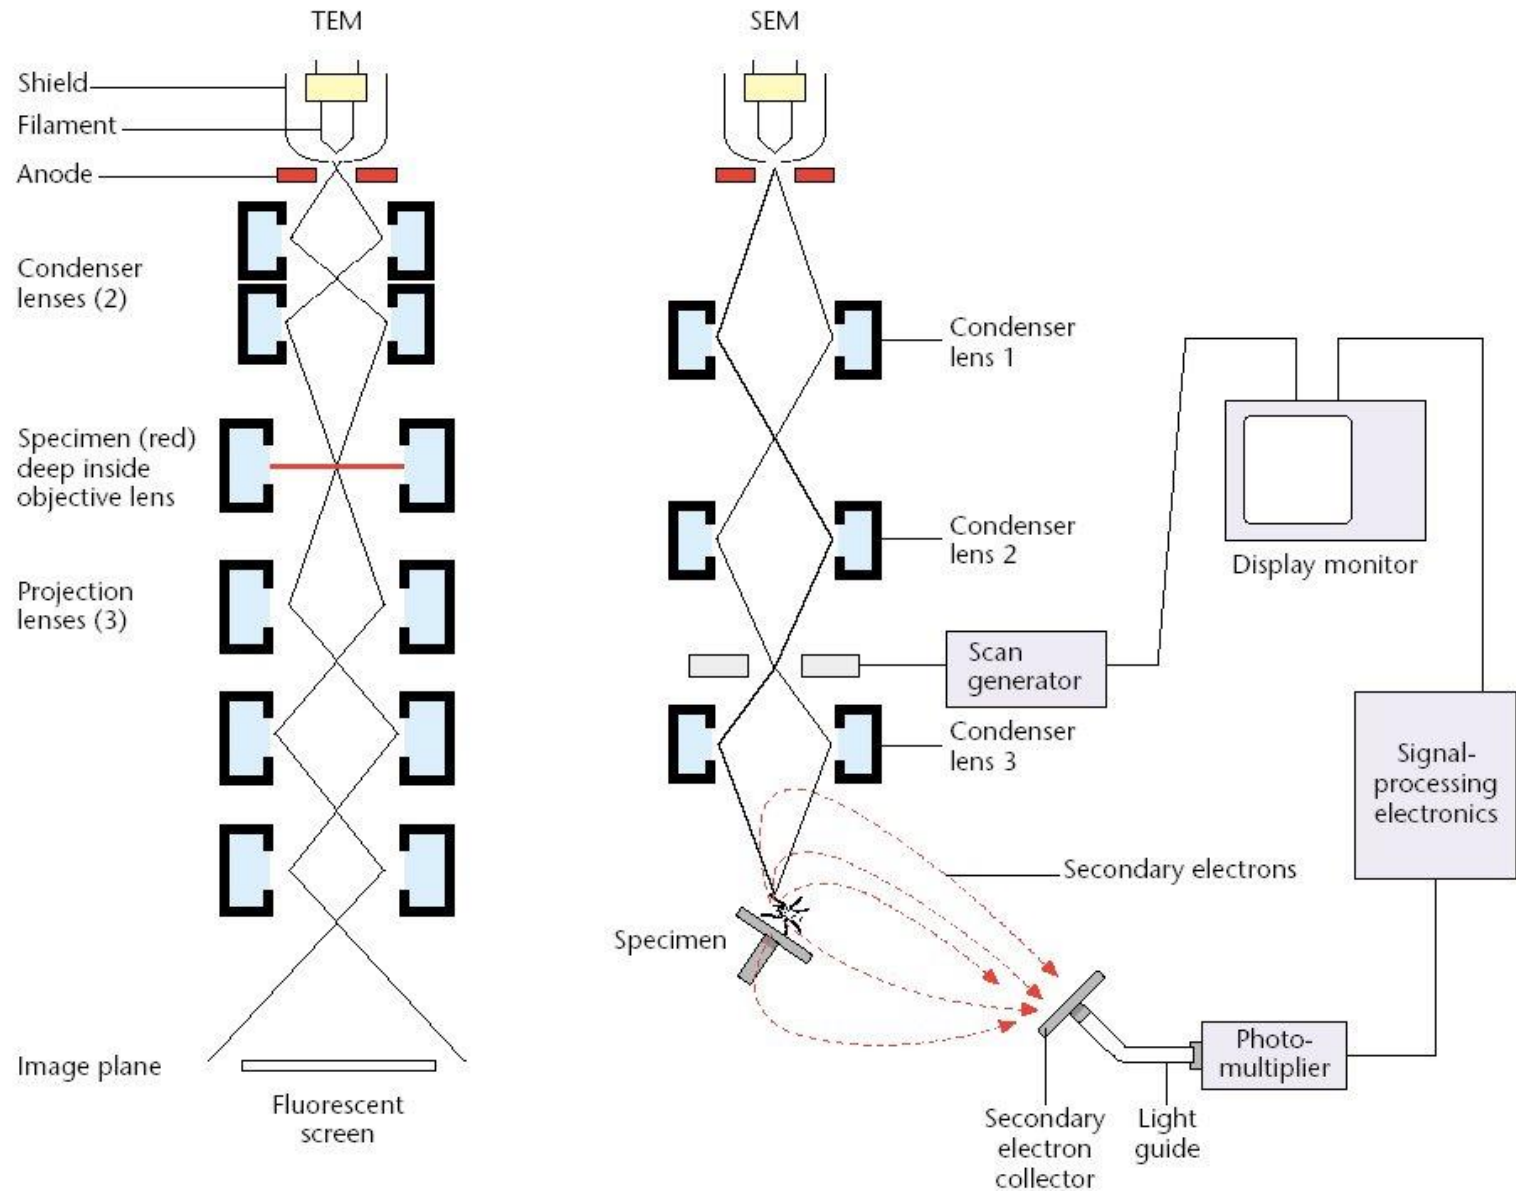 TEM
Shield
Filament
Anode
Condenser
lenses (2)
Specimen (red)
deep inside
objective lens
Projection
lenses (3)
Image plane
Fluorescent
screen
SEM
Condenser
lens 1
Condenser
lens 2
Scan
generator
Condenser
lens 3
Display monitor
Signal-
processing
electronics
Secondary electrons
Specimen
Photo-
multiplier
Secondary
electron
collector
Light
guide